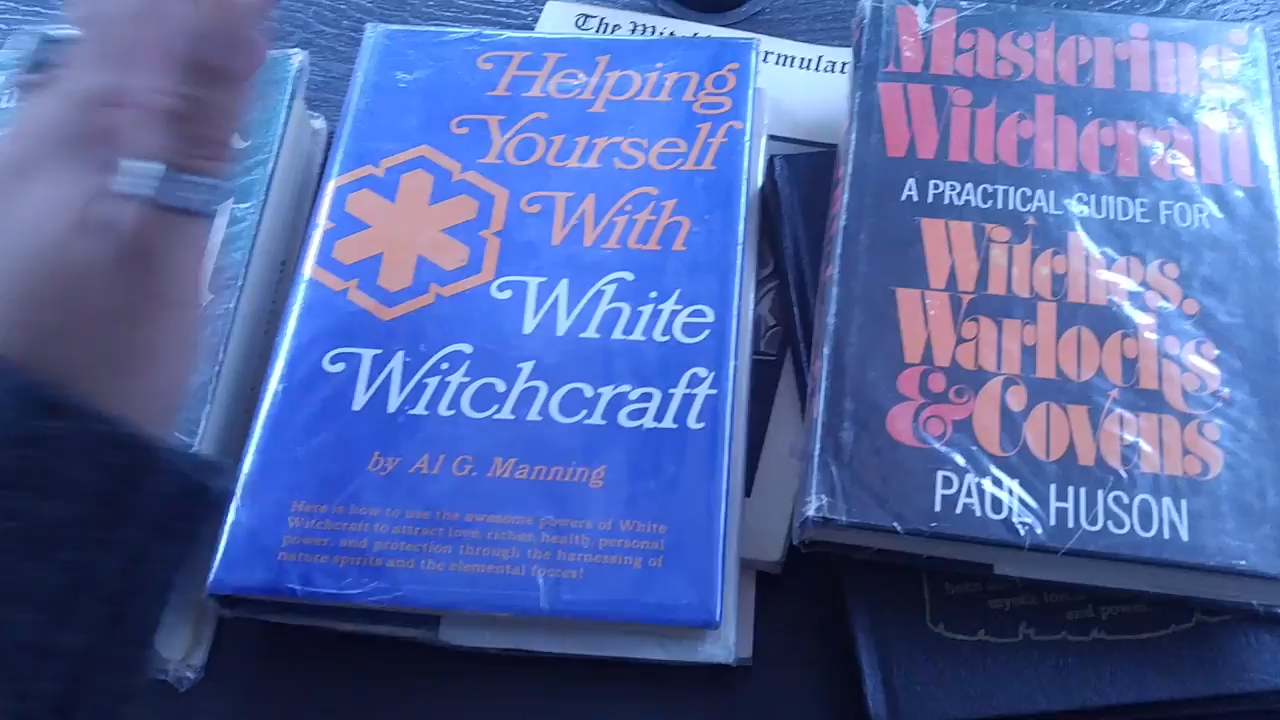 Helping
Yourself
With
White
Witchcraft
by Al G. Manning
Here is how to use the awesome powers of White
Witchcraft to attract love, riches, health, personal
power, and protection through the harnessing of
nature spirits and the elemental forces!
The
Mastering
Witchcraft
A PRACTICAL GUIDE FOR
Witches,
Warlocks,
& Covens
PAUL HUSON
and power